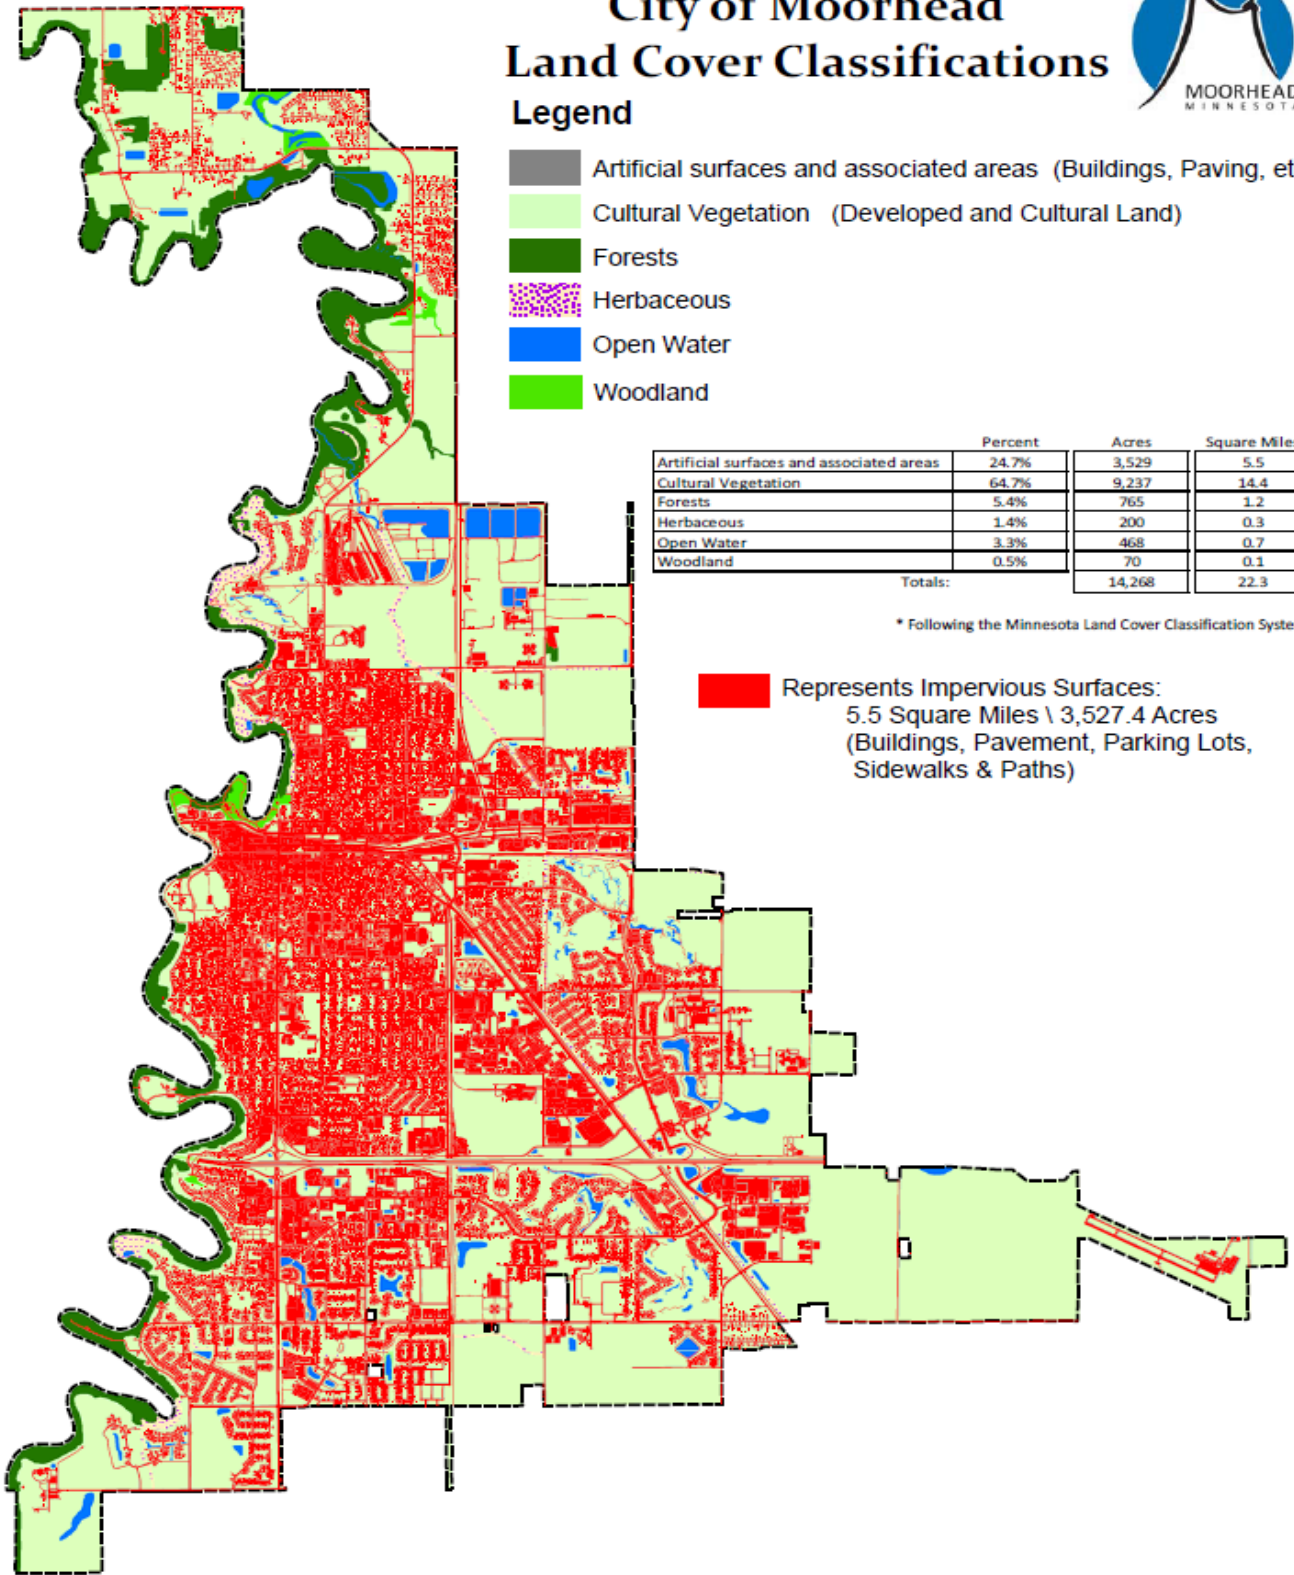 City of Moorhead
Land Cover Classifications
MOORHEAD
MINNESOTA
Legend
Artificial surfaces and associated areas (Buildings, Paving, et
Cultural Vegetation (Developed and Cultural Land)
Forests
Herbaceous
Open Water
Woodland
Percent Acres Square Miles
Artificial surfaces and associated areas 24.7% 3,529 5.5
Cultural Vegetation 64.7% 9,237 14.4
Forests 5.4% 765 1.2
Herbaceous 1.4% 200 0.3
Open Water 3.3% 468 0.7
Woodland 0.5% 70 0.1
Totals: 14,268 22.3
* Following the Minnesota Land Cover Classification Syste
Represents Impervious Surfaces:
5.5 Square Miles \ 3,527.4 Acres
(Buildings, Pavement, Parking Lots,
Sidewalks & Paths)